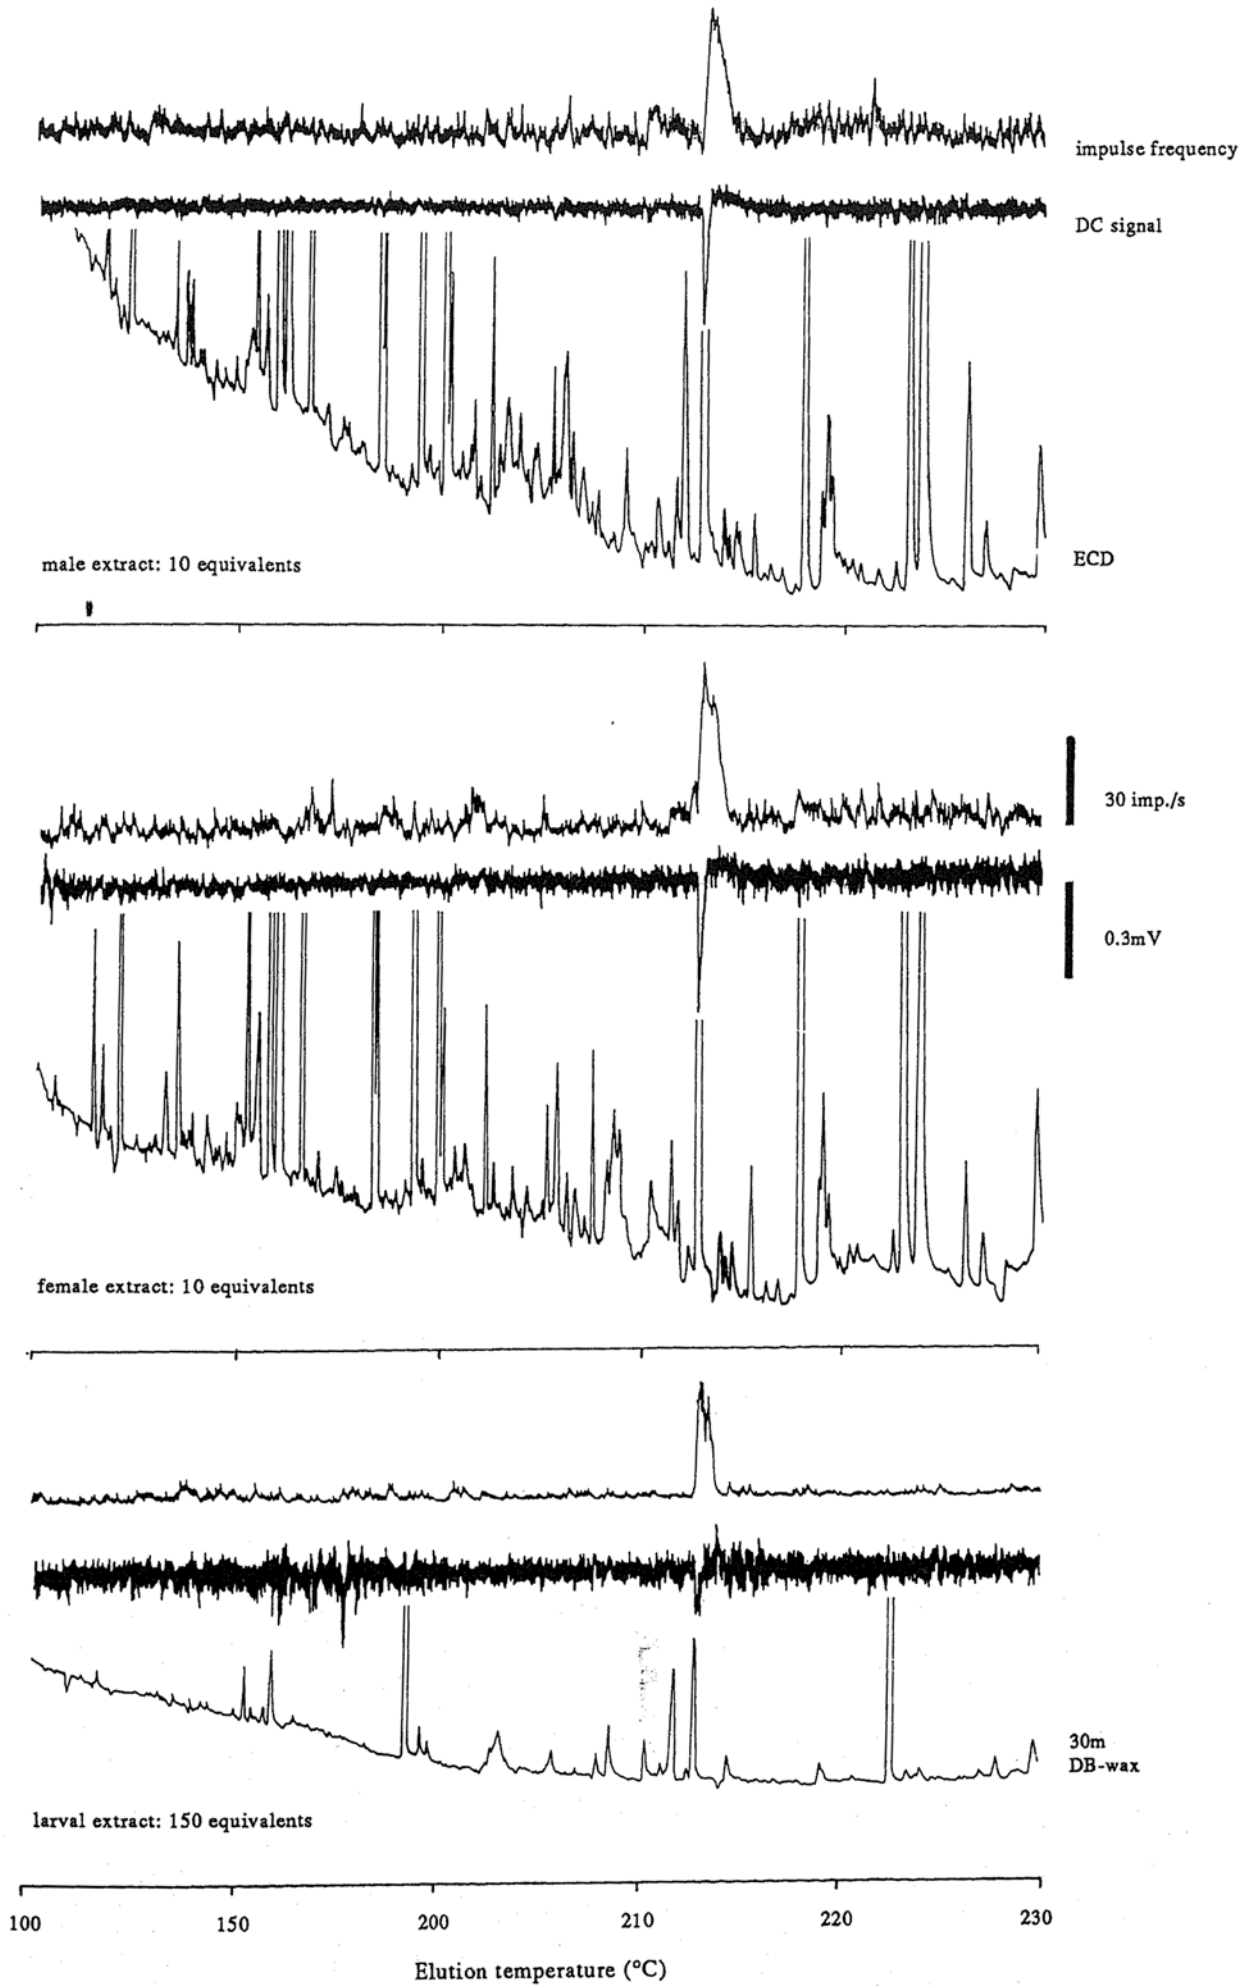 impulse frequency
DC signal
ECD
male extract: 10 equivalents
30 imp./s
0.3mV
female extract: 10 equivalents
30m
DB-wax
larval extract: 150 equivalents
100 150 200 210 220 230
Elution temperature (°C)